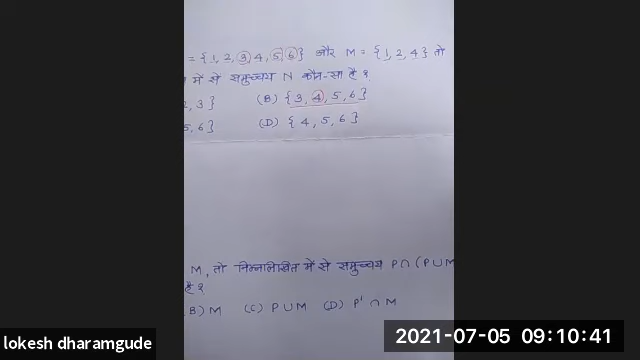 = {1, 2, 3, 4, 5, 6} और M = {1, 2, 4} तो
में से समुच्चय N कौन-सा है ?
2, 3} (B) {3, 4, 5, 6}
5, 6} (D) {4, 5, 6}
M, तो निम्नलिखित में से समुच्चय P∩(P∪M
है ?
B) M (C) P∪M (D) P' ∩ M
lokesh dharamgude
2021-07-05 09:10:41